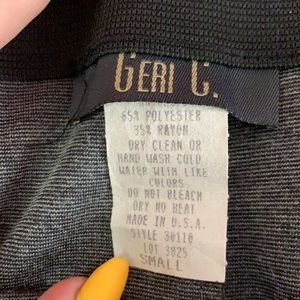 GERI G.
65% POLYESTER
35% RAYON
DRY CLEAN OR
HAND WASH COLD
WATER WITH LIKE
COLORS
DO NOT BLEACH
DRY NO HEAT
MADE IN U.S.A.
STYLE 30110
LOT 3825
SMALL